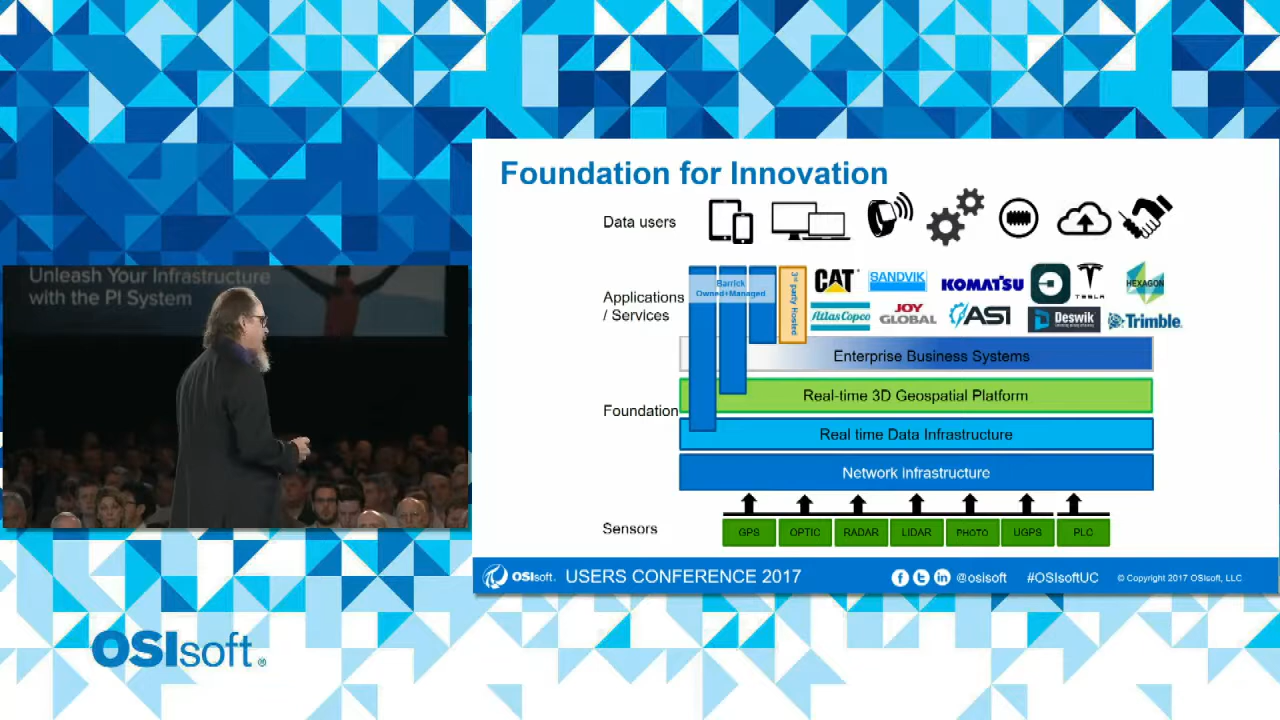 Unleash Your Infrastructure
with the PI System
Foundation for Innovation
Data users
Applications
/ Services
Barrick
Owned+Managed
3rd party Hosted
CAT
SANDVIK
KOMATSU
TESLA
HEXAGON
Atlas Copco
JOY
GLOBAL
ASI
Deswik
Trimble
Enterprise Business Systems
Foundation
Real-time 3D Geospatial Platform
Real time Data Infrastructure
Network infrastructure
Sensors
GPS
OPTIC
RADAR
LIDAR
PHOTO
UGPS
PLC
OSIsoft. USERS CONFERENCE 2017
@osisoft
#OSIsoftUC
© Copyright 2017 OSIsoft, LLC
OSIsoft®